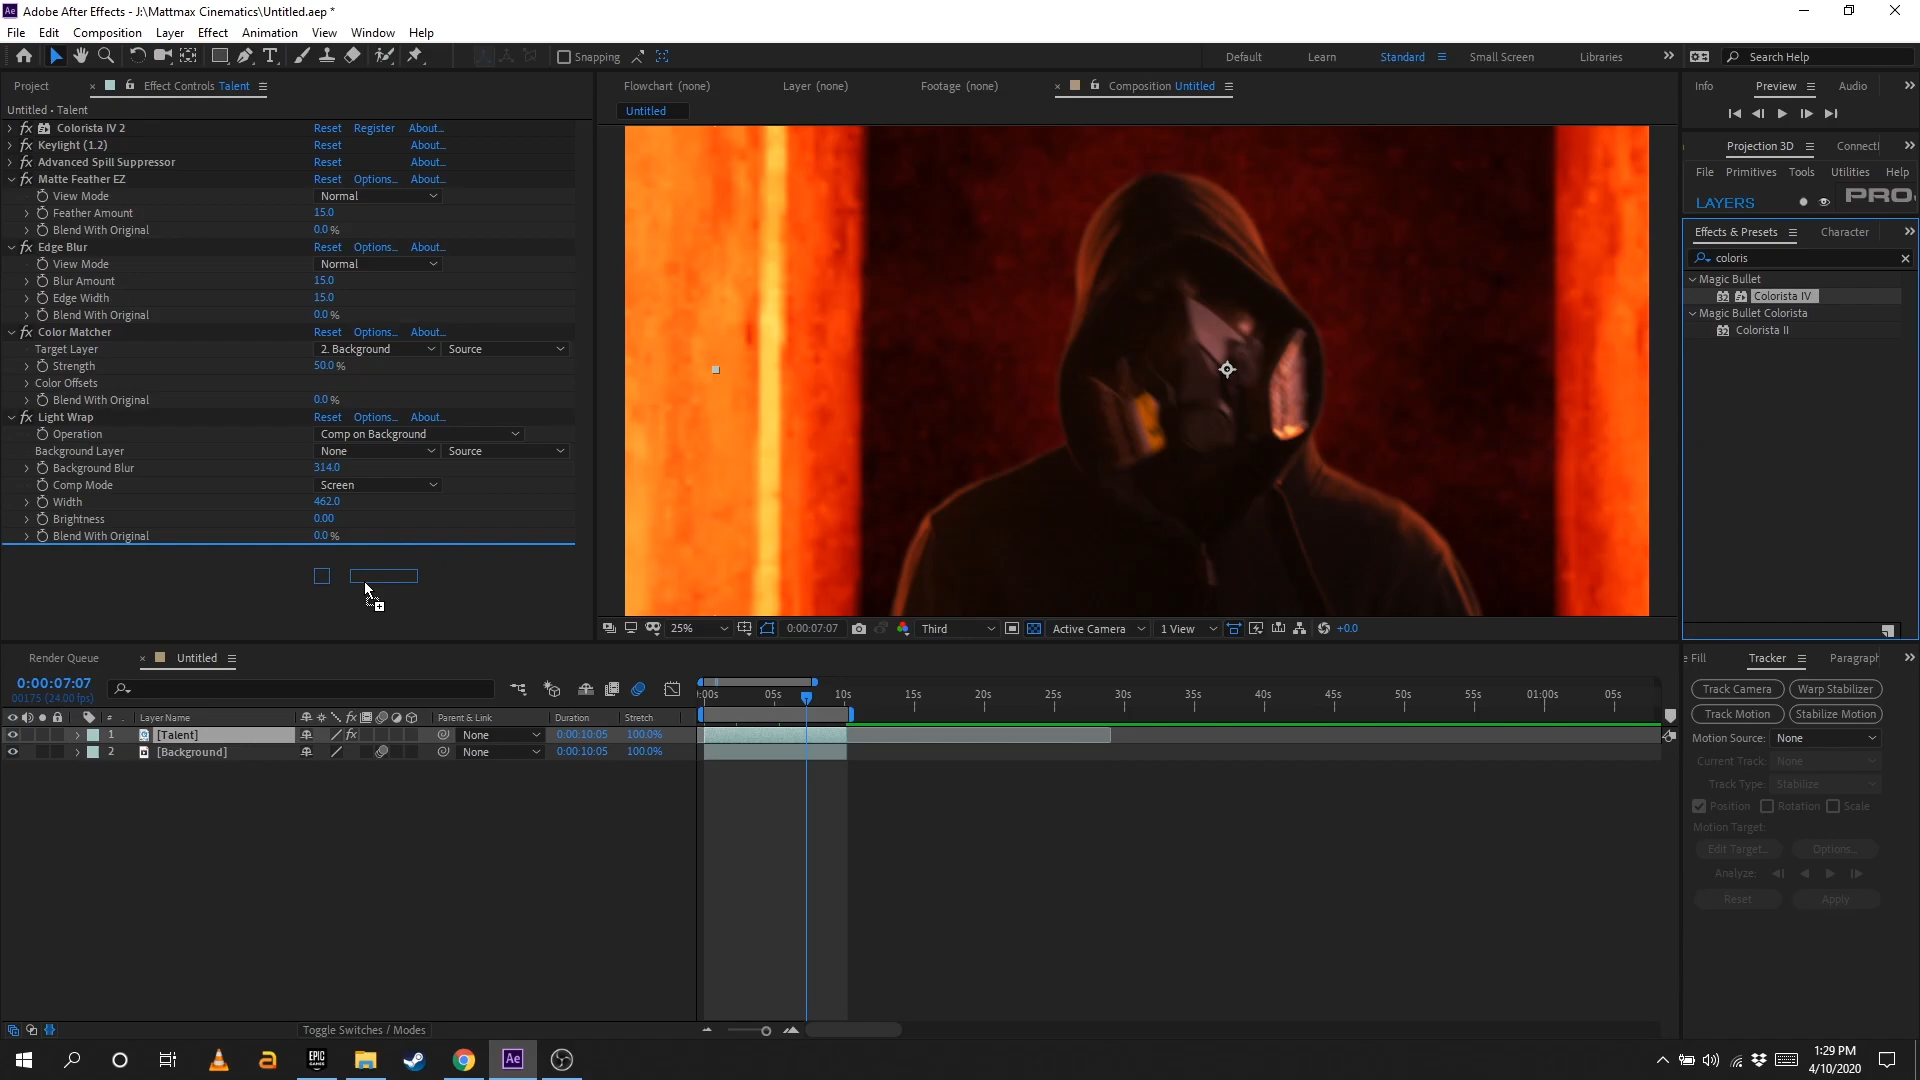 Adobe After Effects - J:\Mattmax Cinematics\Untitled.aep *
File Edit Composition Layer Effect Animation View Window Help
Snapping
Default Learn Standard Small Screen Libraries Search Help
Project Effect Controls Talent
Flowchart (none) Layer (none) Footage (none) Composition Untitled
Info Preview Audio
Untitled • Talent
Untitled
Colorista IV 2 Reset Register About...
Keylight (1.2) Reset About...
Advanced Spill Suppressor Reset About...
Matte Feather EZ Reset Options... About...
View Mode Normal
Feather Amount 15.0
Blend With Original 0.0 %
Edge Blur Reset Options... About...
View Mode Normal
Blur Amount 15.0
Edge Width 15.0
Blend With Original 0.0 %
Color Matcher Reset Options... About...
Target Layer 2. Background Source
Strength 50.0 %
Color Offsets
Blend With Original 0.0 %
Light Wrap Reset Options... About...
Operation Comp on Background
Background Layer None Source
Background Blur 314.0
Comp Mode Screen
Width 462.0
Brightness 0.00
Blend With Original 0.0 %
Projection 3D Connecti
File Primitives Tools Utilities Help
LAYERS PRO
Effects & Presets Character
coloris
Magic Bullet
32 Colorista IV
Magic Bullet Colorista
32 Colorista II
25% 0:00:07:07 Third Active Camera 1 View +0.0
Render Queue Untitled
0:00:07:07
00175 (24.00 fps)
:00s 05s 10s 15s 20s 25s 30s 35s 40s 45s 50s 55s 01:00s 05s
# Layer Name Parent & Link Duration Stretch
1 [Talent] None 0:00:10:05 100.0%
2 [Background] None 0:00:10:05 100.0%
Toggle Switches / Modes
e Fill Tracker Paragraph
Track Camera Warp Stabilizer
Track Motion Stabilize Motion
Motion Source: None
Current Track: None
Track Type: Stabilize
Position Rotation Scale
Motion Target:
Edit Target... Options...
Analyze:
Reset Apply
EPIC GAMES Ae
1:29 PM
4/10/2020